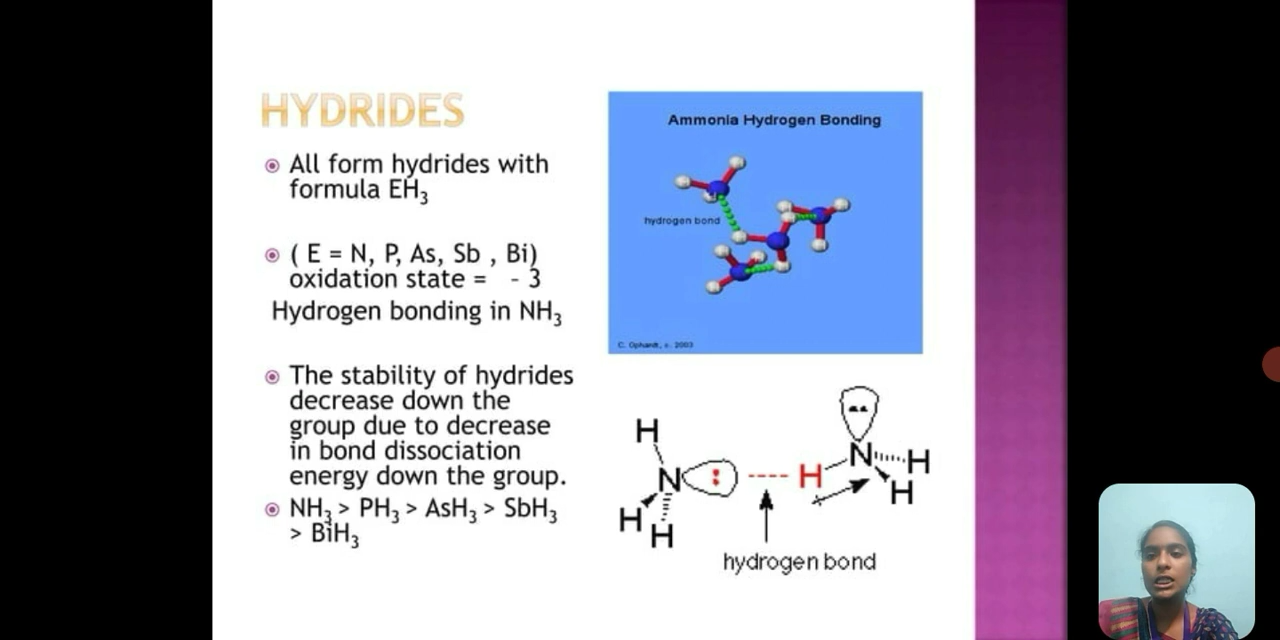 HYDRIDES
All form hydrides with
formula EH₃
( E = N, P, As, Sb , Bi)
oxidation state = - 3
Hydrogen bonding in NH₃
The stability of hydrides
decrease down the
group due to decrease
in bond dissociation
energy down the group.
NH₃ > PH₃ > AsH₃ > SbH₃
> BiH₃
Ammonia Hydrogen Bonding
hydrogen bond
C. Ophardt, c. 2003
H
N : ---- H
H
H
N
H
H
hydrogen bond